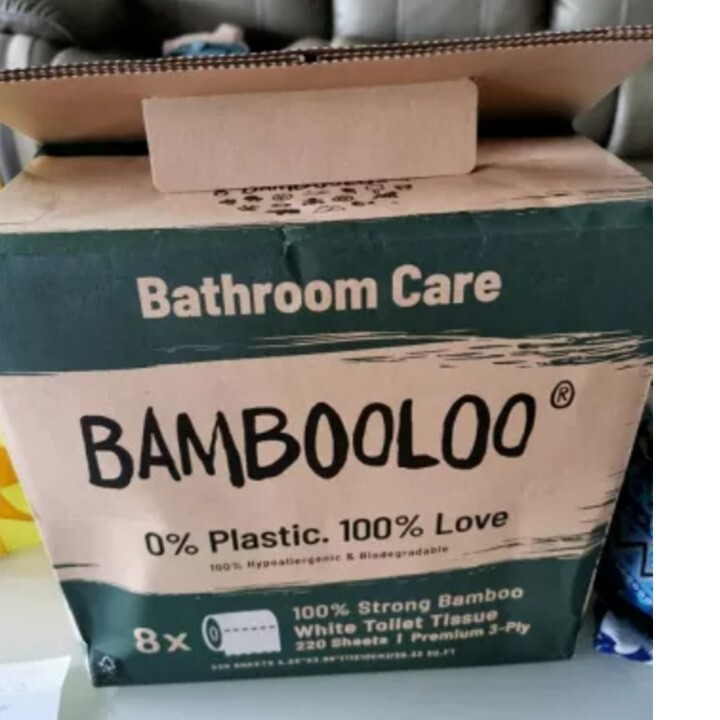 Bathroom Care
BAMBOOLOO®
0% Plastic. 100% Love
100% Hypoallergenic & Biodegradable
8x
100% Strong Bamboo
White Toilet Tissue
220 Sheets | Premium 3-Ply